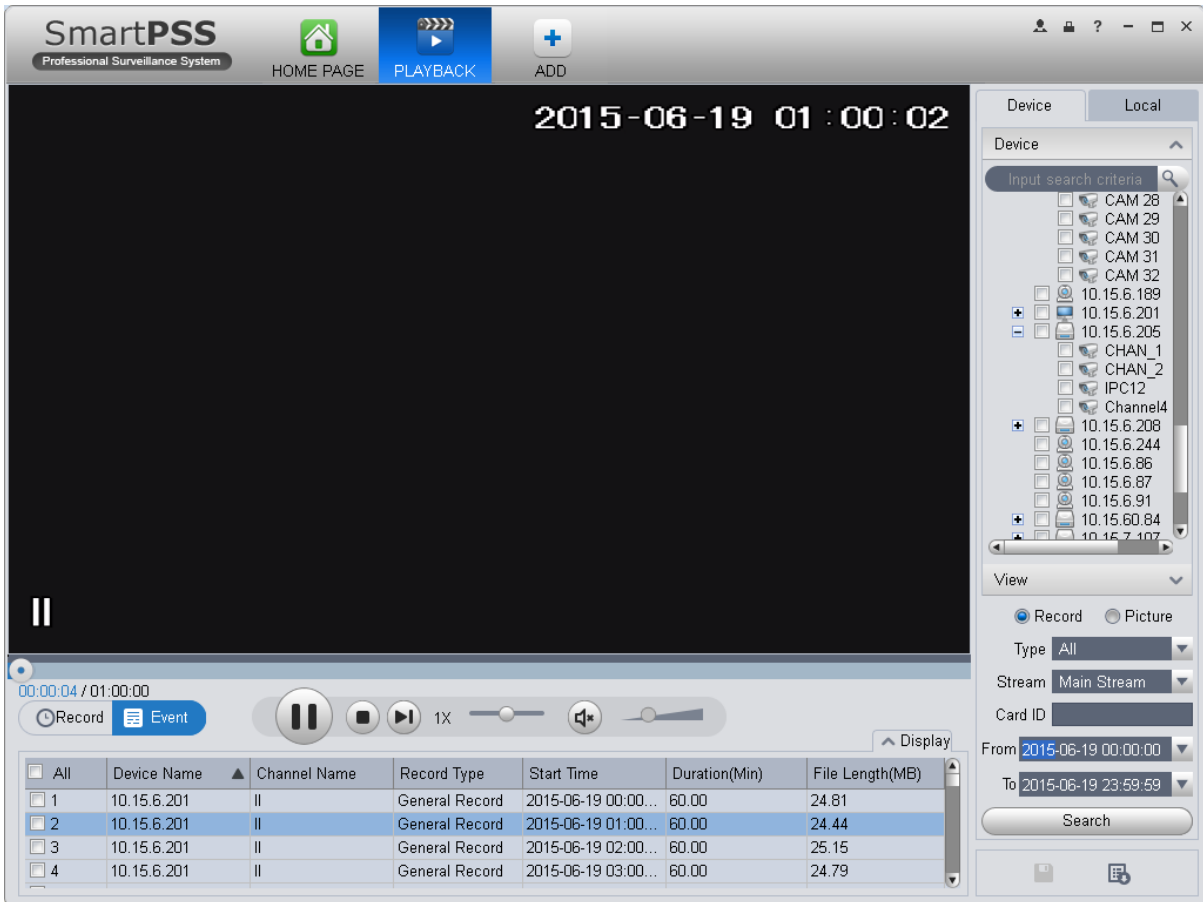 SmartPSS
Professional Surveillance System
HOME PAGE
PLAYBACK
ADD
?
2015-06-19 01:00:02
Device
Local
Device
Input search criteria
CAM 28
CAM 29
CAM 30
CAM 31
CAM 32
10.15.6.189
10.15.6.201
10.15.6.205
CHAN_1
CHAN_2
IPC12
Channel4
10.15.6.208
10.15.6.244
10.15.6.86
10.15.6.87
10.15.6.91
10.15.60.84
10.15.7.107
View
Record Picture
Type All
Stream Main Stream
Card ID
From 2015-06-19 00:00:00
To 2015-06-19 23:59:59
Search
00:00:04 / 01:00:00
Record Event
1X
Display
All Device Name Channel Name Record Type Start Time Duration(Min) File Length(MB)
1 10.15.6.201 II General Record 2015-06-19 00:00... 60.00 24.81
2 10.15.6.201 II General Record 2015-06-19 01:00... 60.00 24.44
3 10.15.6.201 II General Record 2015-06-19 02:00... 60.00 25.15
4 10.15.6.201 II General Record 2015-06-19 03:00... 60.00 24.79